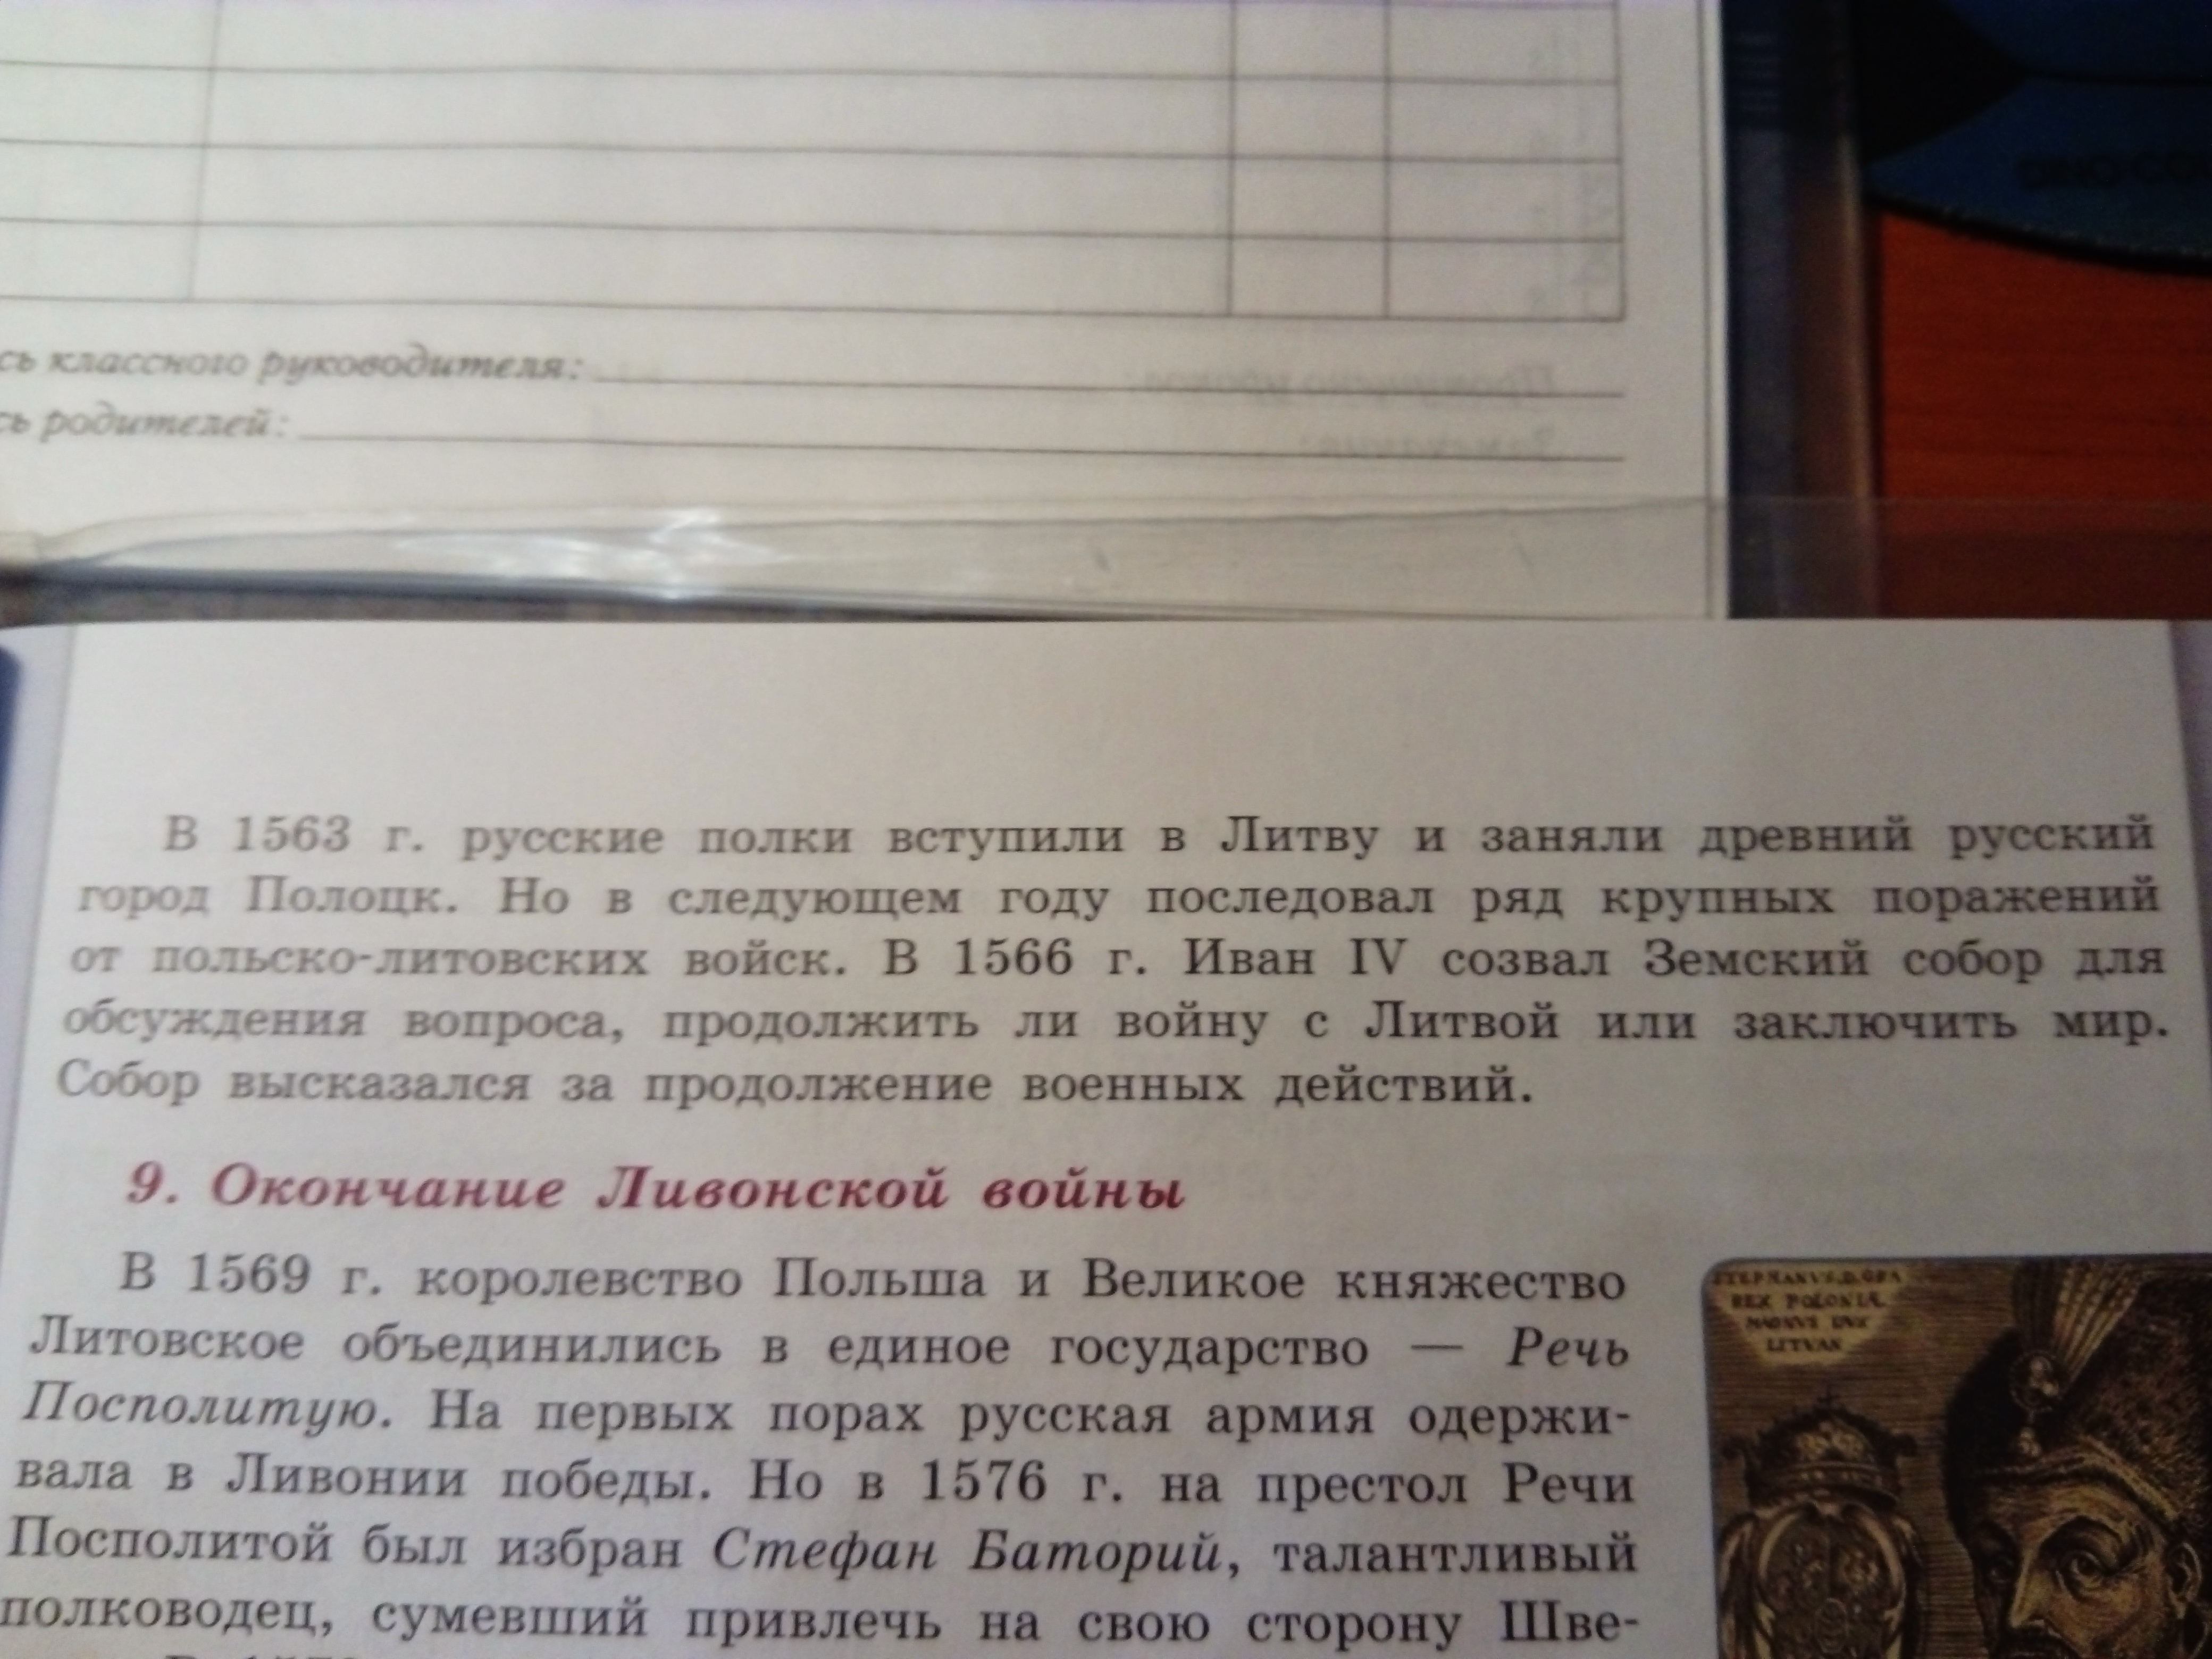 сь классного руководителя:
сь родителей:
В 1563 г. русские полки вступили в Литву и заняли древний русский
город Полоцк. Но в следующем году последовал ряд крупных поражений
от польско-литовских войск. В 1566 г. Иван IV созвал Земский собор для
обсуждения вопроса, продолжить ли войну с Литвой или заключить мир.
Собор высказался за продолжение военных действий.
9. Окончание Ливонской войны
В 1569 г. королевство Польша и Великое княжество
Литовское объединились в единое государство — Речь
Посполитую. На первых порах русская армия одержи-
вала в Ливонии победы. Но в 1576 г. на престол Речи
Посполитой был избран Стефан Баторий, талантливый
полководец, сумевший привлечь на свою сторону Шве-
REX POLONIÆ
LITVAN